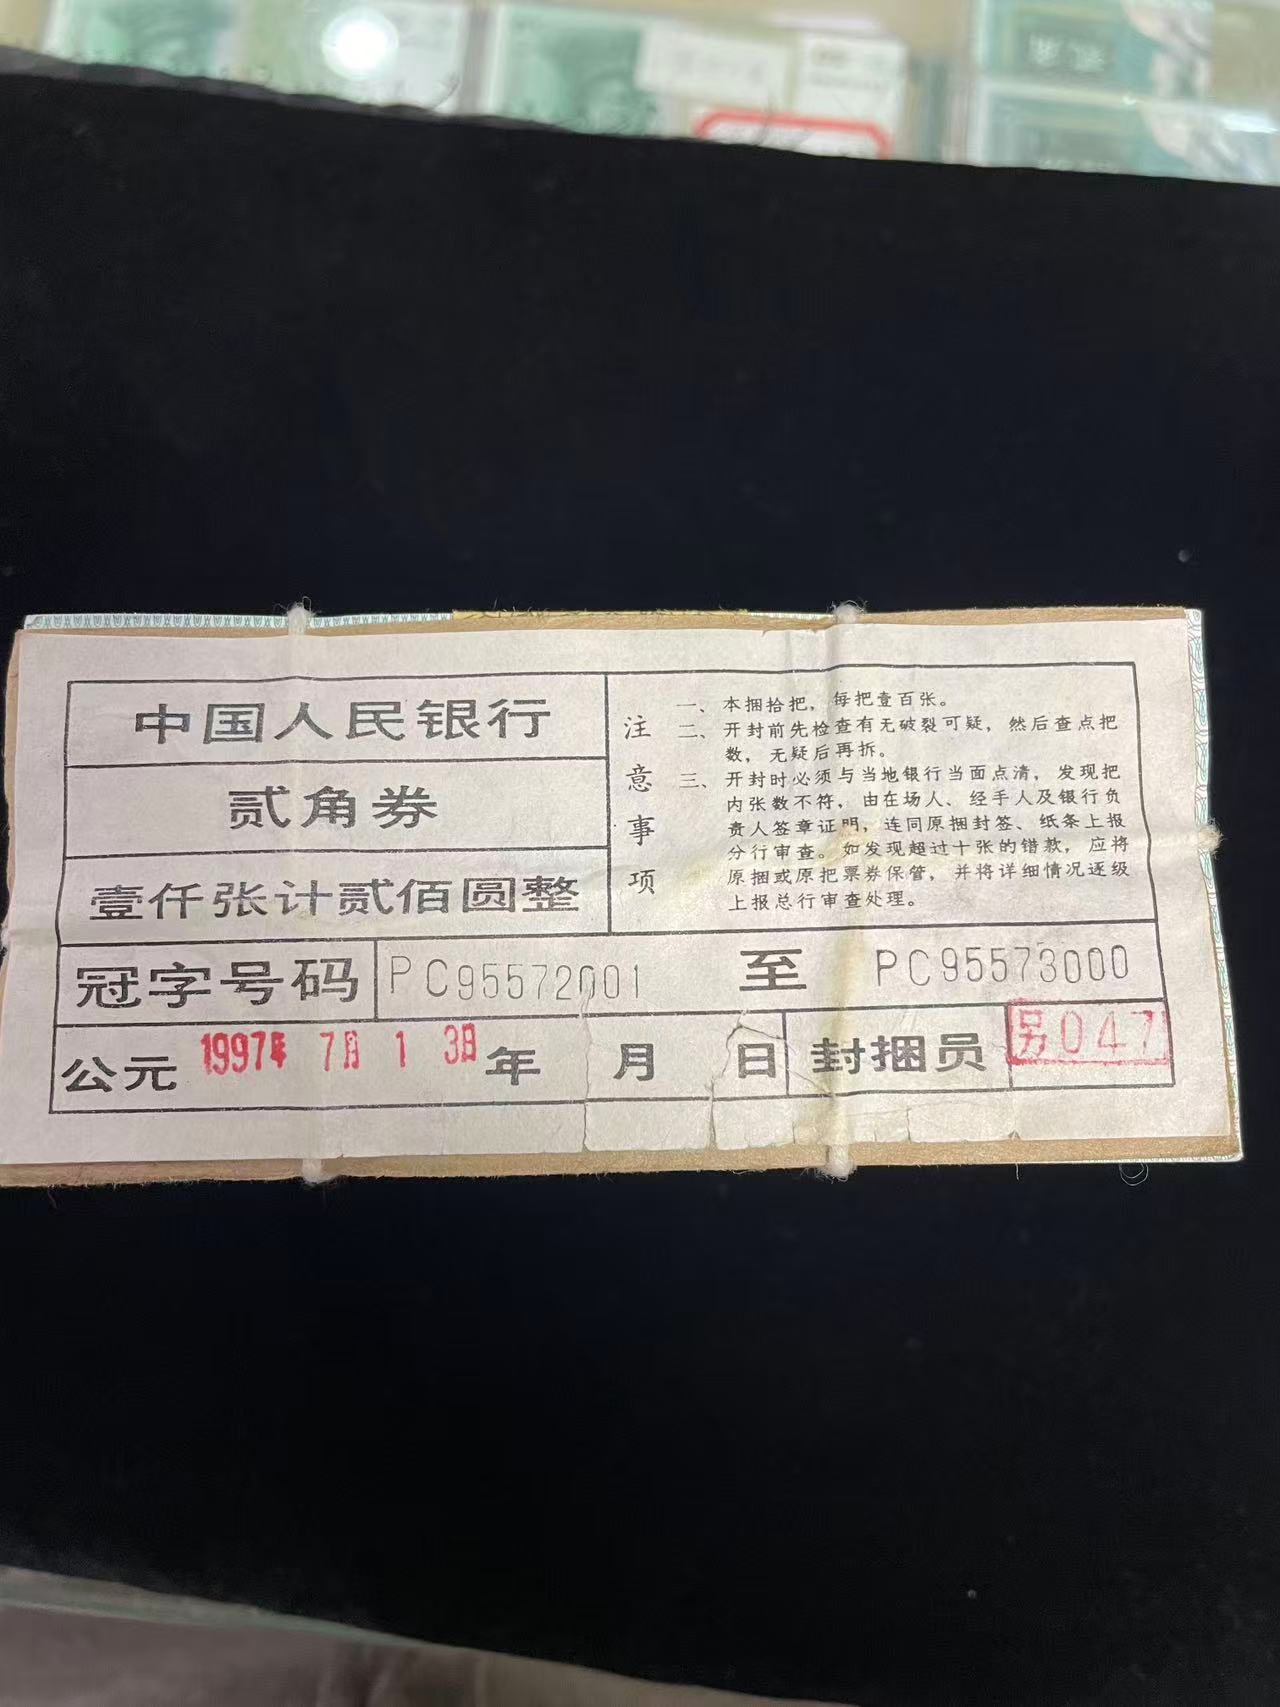 中国人民银行
贰角券
壹仟张计贰佰圆整
注意事项
一、本捆拾把，每把壹百张。
二、开封前先检查有无破裂可疑，然后查点把
数，无疑后再拆。
三、开封时必须与当地银行当面点清，发现把
内张数不符，由在场人、经手人及银行负
责人签章证明，连同原捆封签、纸条上报
分行审查。如发现超过十张的错款，应将
原捆或原把票券保管，并将详细情况逐级
上报总行审查处理。
冠字号码 PC95572001 至 PC95573000
公元 1997年 7月 1 3日 年 月 日 封捆员 另047